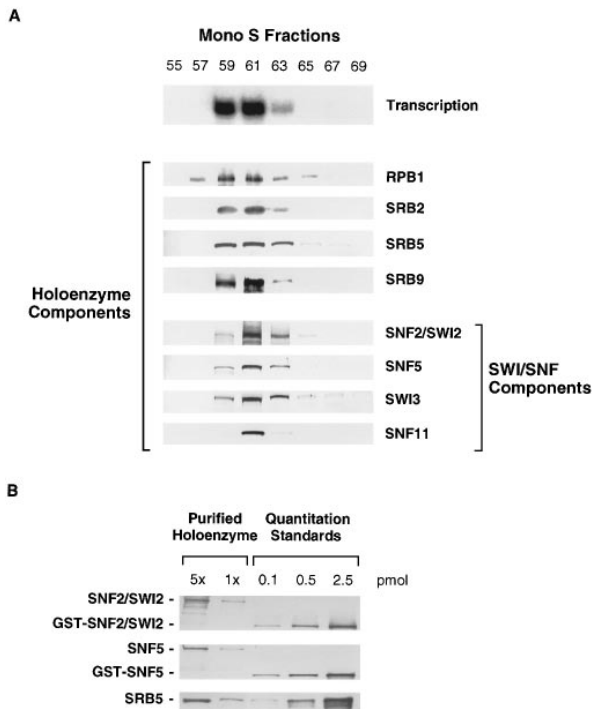 A
Mono S Fractions
55 57 59 61 63 65 67 69
Transcription
RPB1
SRB2
SRB5
SRB9
Holoenzyme
Components
SNF2/SWI2
SNF5
SWI3
SNF11
SWI/SNF
Components
B
Purified
Holoenzyme
Quantitation
Standards
5x 1x 0.1 0.5 2.5 pmol
SNF2/SWI2 -
GST-SNF2/SWI2 -
SNF5 -
GST-SNF5 -
SRB5 -